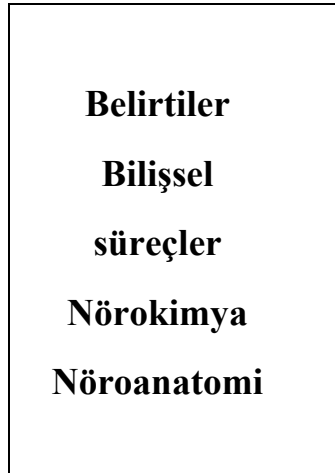 Belirtiler
Bilişsel
süreçler
Nörokimya
Nöroanatomi